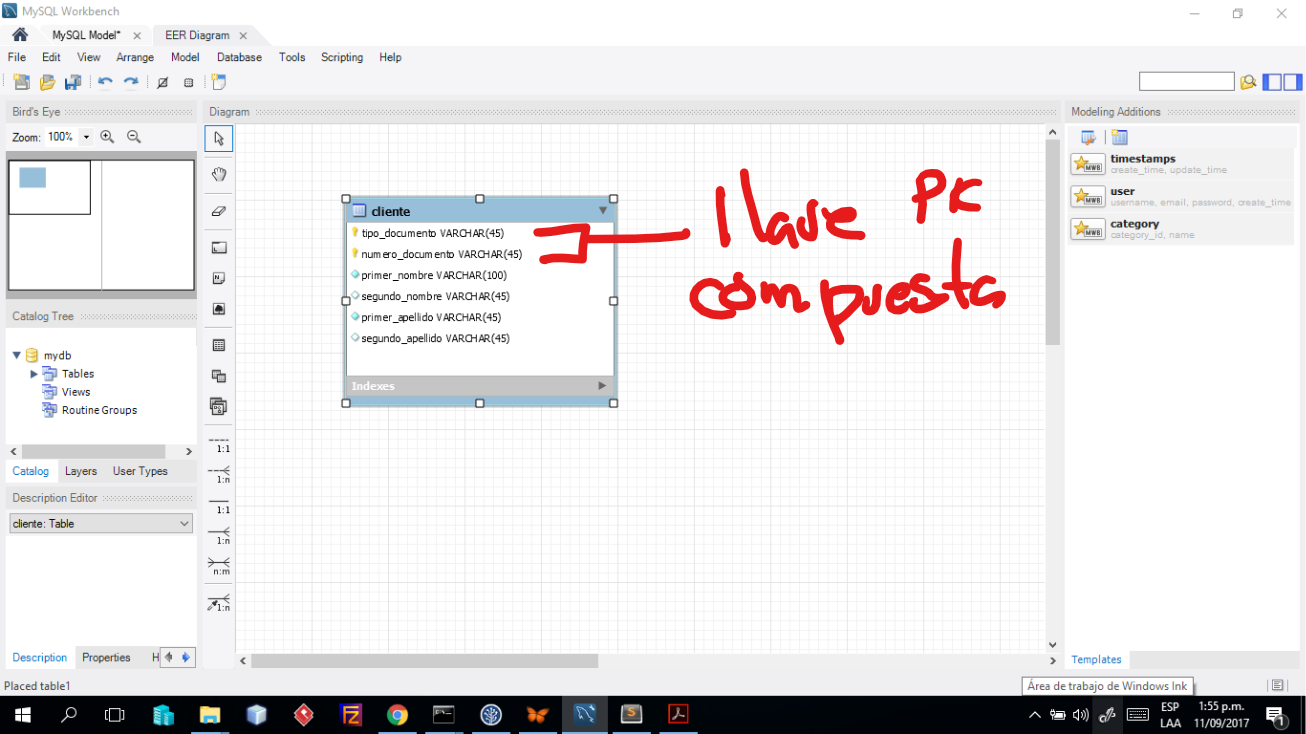 MySQL Workbench
MySQL Model* EER Diagram
File Edit View Arrange Model Database Tools Scripting Help
Bird's Eye
Zoom: 100%
Catalog Tree
mydb
Tables
Views
Routine Groups
Catalog Layers User Types
Description Editor
cliente: Table
Description Properties H
Placed table1
Diagram
1:1
1:n
1:1
1:n
n:m
1:n
cliente
tipo_documento VARCHAR(45)
numero_documento VARCHAR(45)
primer_nombre VARCHAR(100)
segundo_nombre VARCHAR(45)
primer_apellido VARCHAR(45)
segundo_apellido VARCHAR(45)
Indexes
llave PK
compuesta
Modeling Additions
MWB
timestamps
create_time, update_time
MWB
user
username, email, password, create_time
MWB
category
category_id, name
Templates
Área de trabajo de Windows Ink
ESP
LAA
1:55 p.m.
11/09/2017
1